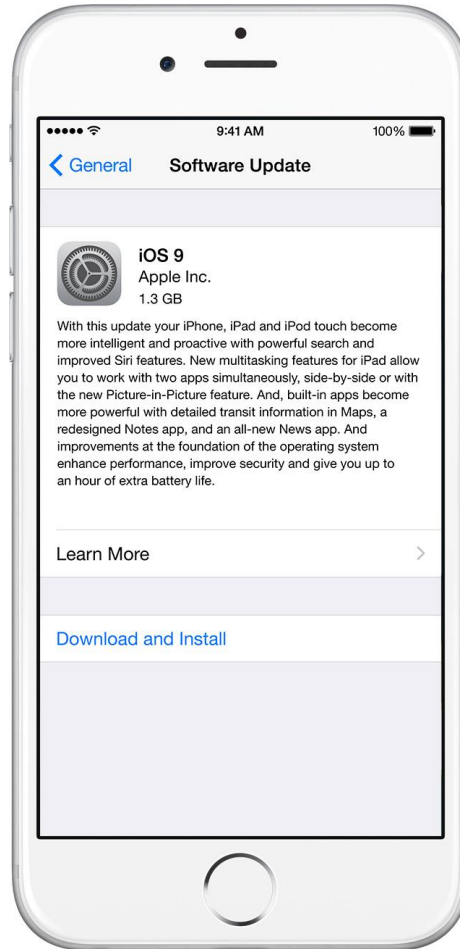 9:41 AM
100%
General
Software Update
iOS 9
Apple Inc.
1.3 GB
With this update your iPhone, iPad and iPod touch become
more intelligent and proactive with powerful search and
improved Siri features. New multitasking features for iPad allow
you to work with two apps simultaneously, side-by-side or with
the new Picture-in-Picture feature. And, built-in apps become
more powerful with detailed transit information in Maps, a
redesigned Notes app, and an all-new News app. And
improvements at the foundation of the operating system
enhance performance, improve security and give you up to
an hour of extra battery life.
Learn More
Download and Install